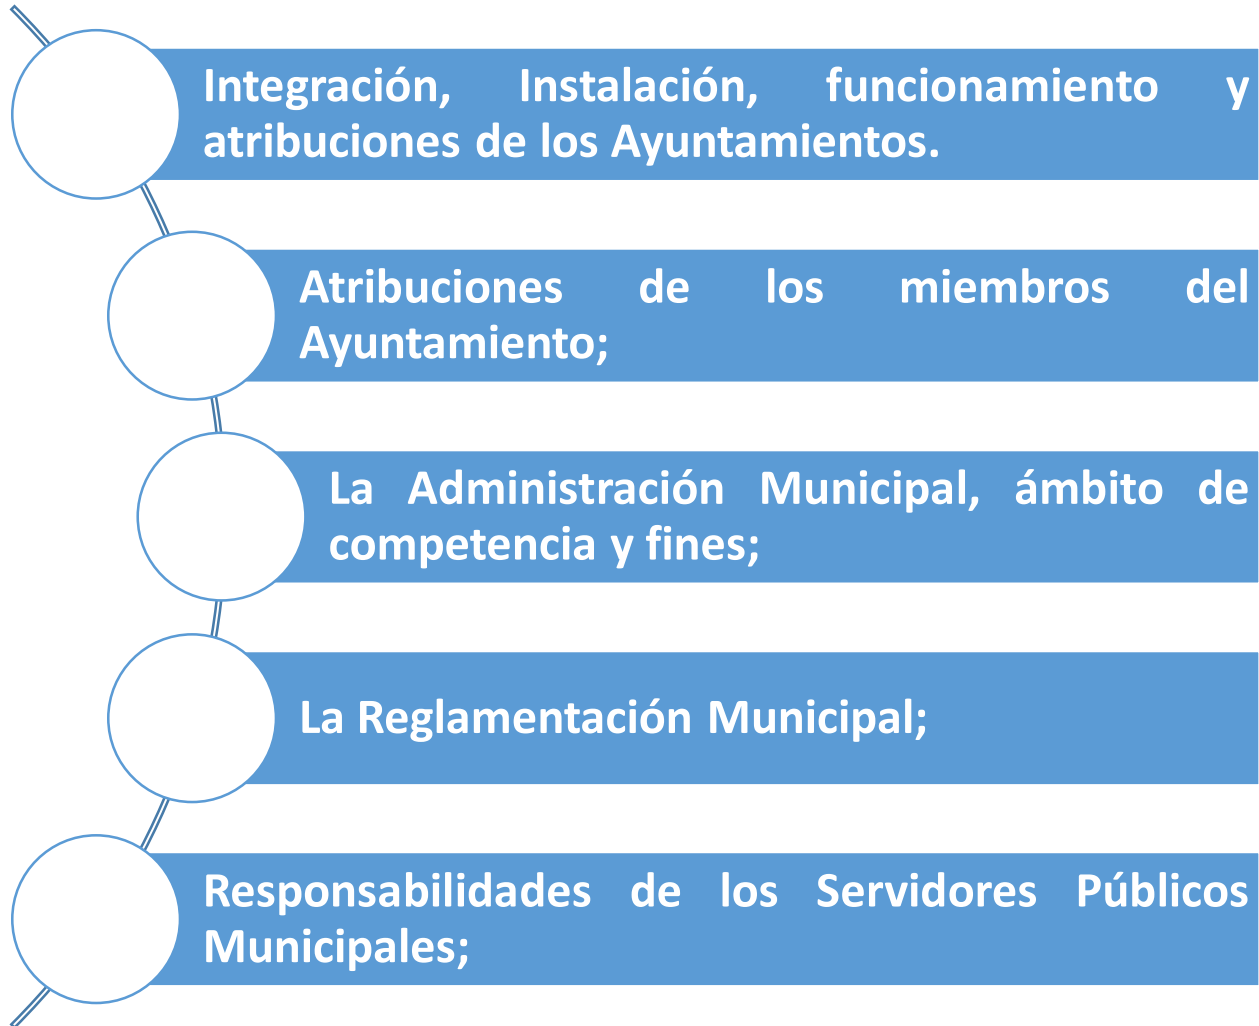 Integración, Instalación, funcionamiento y
atribuciones de los Ayuntamientos.
Atribuciones de los miembros del
Ayuntamiento;
La Administración Municipal, ámbito de
competencia y fines;
La Reglamentación Municipal;
Responsabilidades de los Servidores Públicos
Municipales;